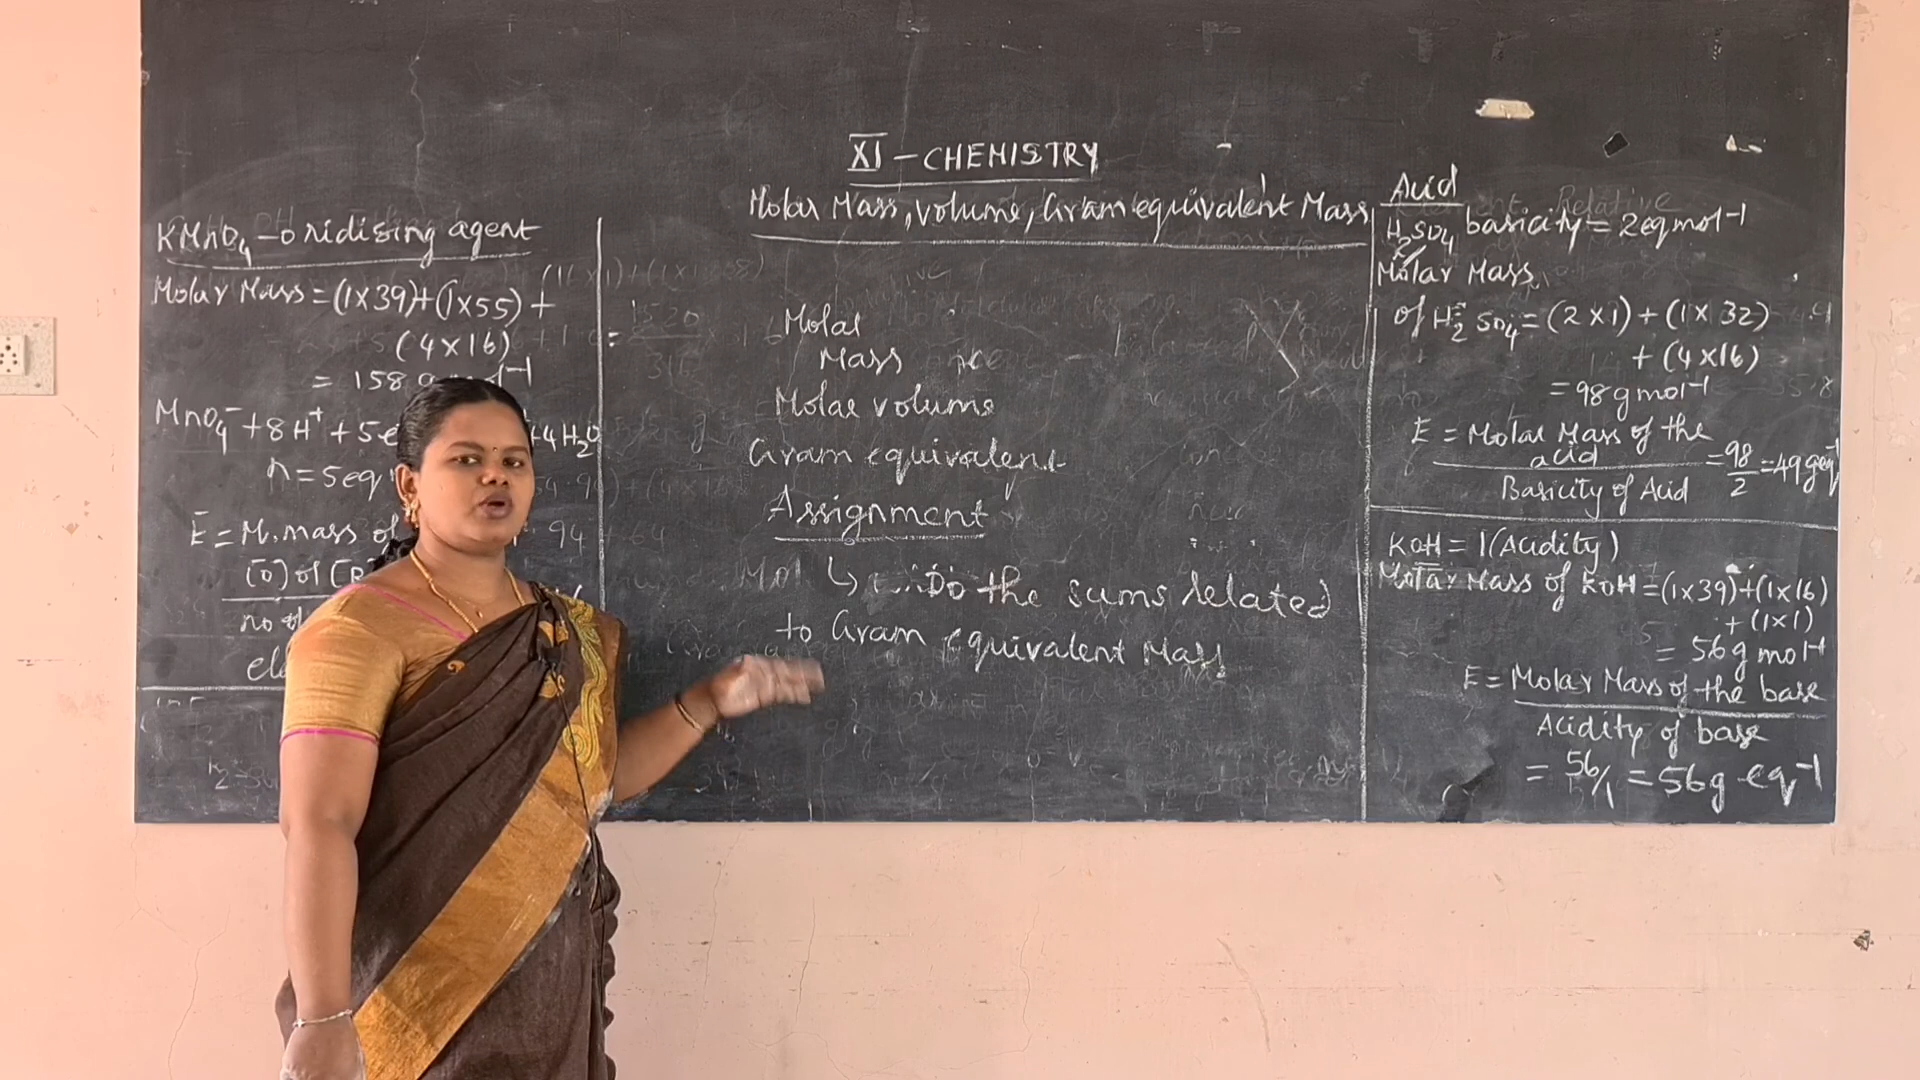 XI - CHEMISTRY
Molar Mass, Volume, Gram equivalent Mass
KMnO4 - oxidising agent
Molar Mass = (1 x 39) + (1 x 55) +
(4 x 16)
= 158 g mol-1
MnO4- + 8H+ + 5e + 4H2O
n = 5 eq
E = M. mass of
no of
Molar
Mass
Molar volume
Gram equivalent
Assignment
↳ Do the sums related
to Gram equivalent Mass
Acid
H2SO4 basicity = 2 eq mol-1
Molar Mass
of H2SO4 = (2 x 1) + (1 x 32)
+ (4 x 16)
= 98 g mol-1
E = Molar Mass of the
acid
Basicity of Acid
= 98/2 = 49 g eq-1
KOH = 1 (Acidity)
Molar Mass of KOH = (1 x 39) + (1 x 16)
+ (1 x 1)
= 56 g mol-1
E = Molar Mass of the base
Acidity of base
= 56/1 = 56 g eq-1